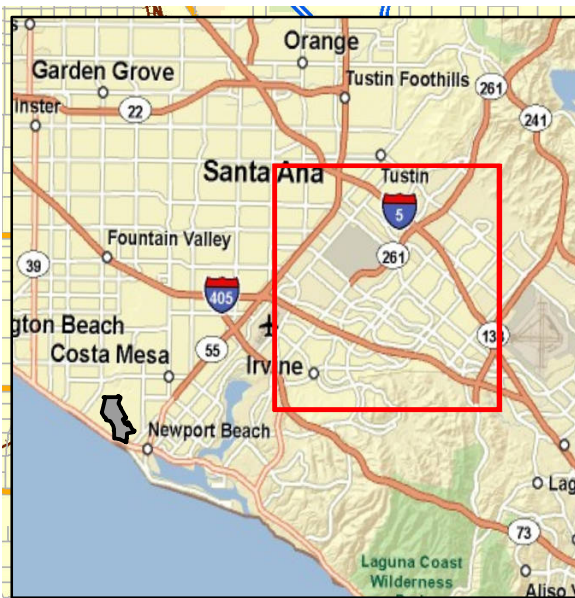 s
Orange
Garden Grove
Tustin Foothills
261
inster
22
241
Santa Ana
Tustin
5
Fountain Valley
261
39
405
gton Beach
133
55
Costa Mesa
Irvine
Newport Beach
Lag
73
Laguna Coast
Wilderness
Aliso V